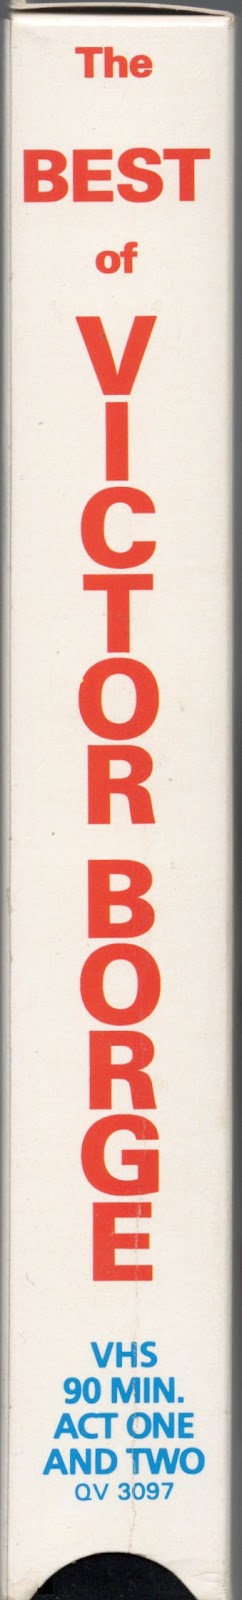 The
BEST
of
VICTOR BORGE
VHS
90 MIN.
ACT ONE
AND TWO
QV 3097